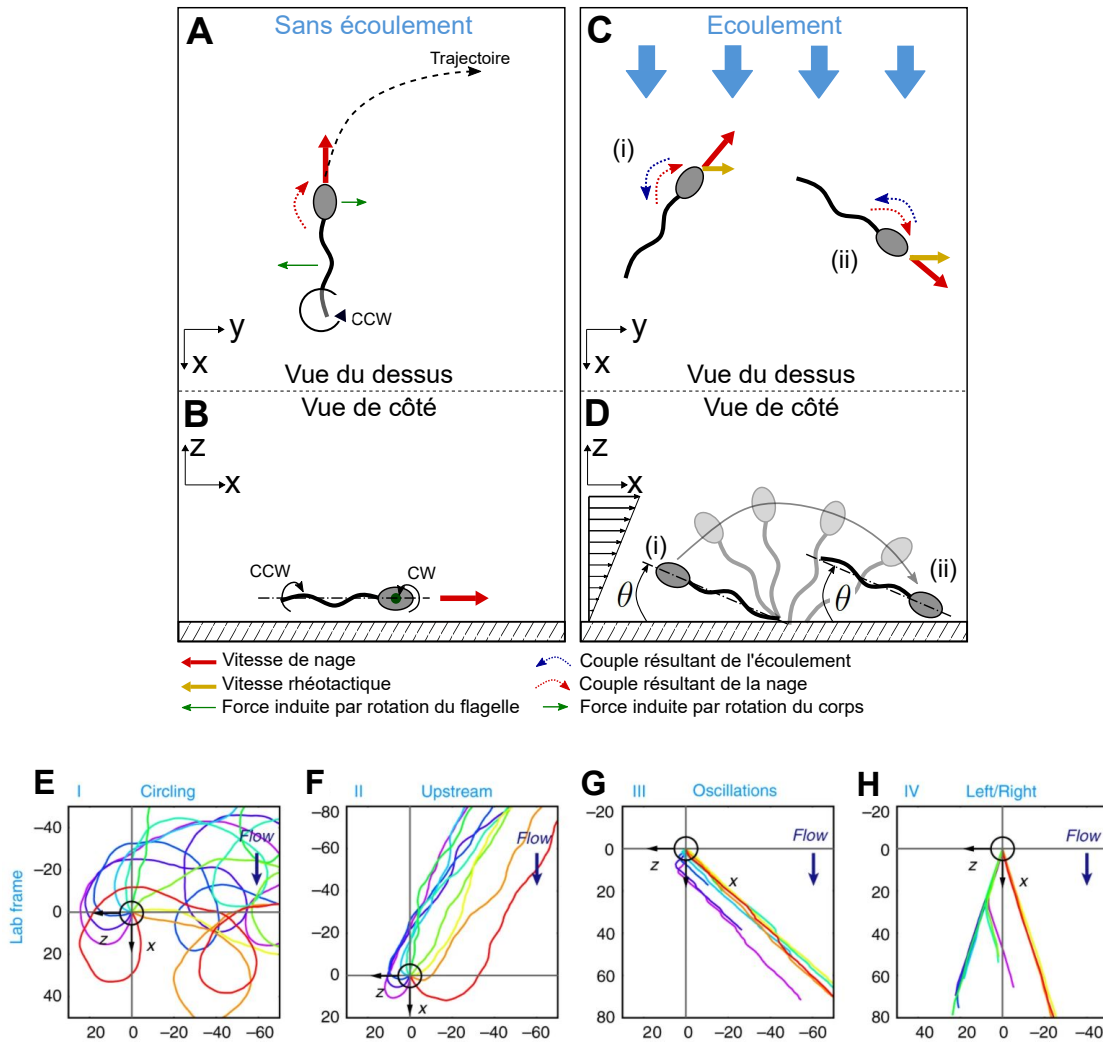 A
Sans écoulement
Trajectoire
CCW
y
x
Vue du dessus
B
Vue de côté
z
x
CCW
CW
C
Ecoulement
(i)
(ii)
y
x
Vue du dessus
D
Vue de côté
z
x
(i)
(ii)
θ
θ
Vitesse de nage
Couple résultant de l'écoulement
Vitesse rhéotactique
Couple résultant de la nage
Force induite par rotation du flagelle
Force induite par rotation du corps
E
I
Circling
Lab frame
−40
−20
0
20
40
Flow
z
x
20
0
−20
−40
−60
F
II
Upstream
−80
−60
−40
−20
0
20
Flow
z
x
20
0
−20
−40
−60
G
III
Oscillations
−20
0
20
40
60
80
Flow
z
x
20
0
−20
−40
−60
H
IV
Left/Right
−20
0
20
40
60
80
Flow
z
x
40
20
0
−20
−40